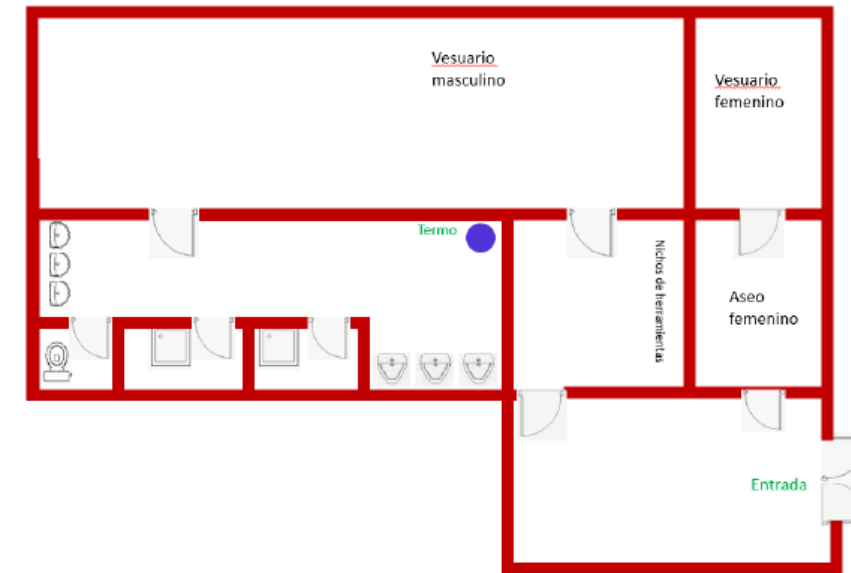 Vesuario
masculino
Vesuario
femenino
Termo
Nichos de herramientas
Aseo
femenino
Entrada